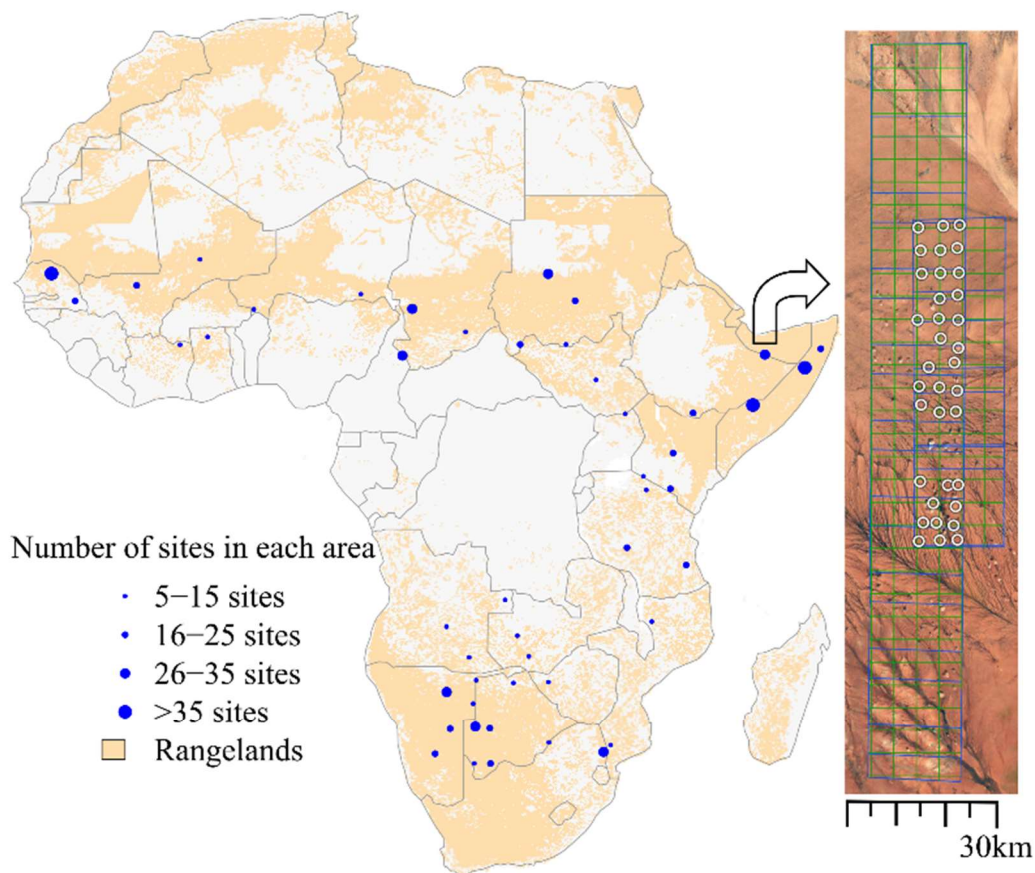 Number of sites in each area
5−15 sites
16−25 sites
26−35 sites
>35 sites
Rangelands
30km